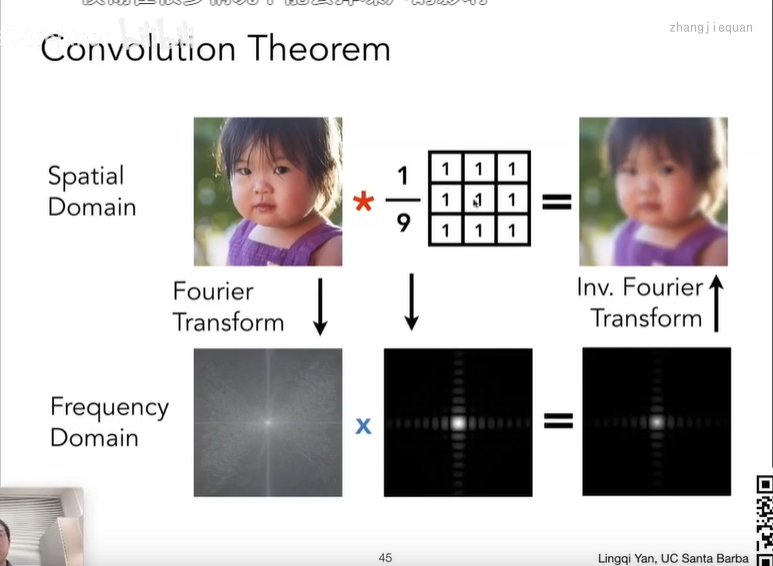 zhangjiequan
Convolution Theorem
Spatial
Domain
*
1
9
1 1 1
1 1 1
1 1 1
=
Fourier
Transform
Inv. Fourier
Transform
Frequency
Domain
x
=
45
Lingqi Yan, UC Santa Barba